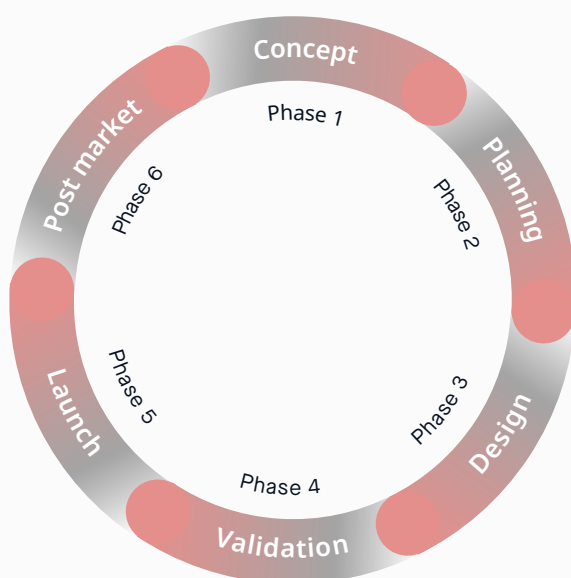 Concept
Phase 1
Planning
Phase 2
Design
Phase 3
Validation
Phase 4
Launch
Phase 5
Post market
Phase 6